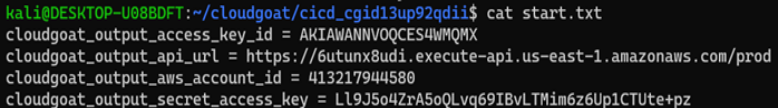 kali@DESKTOP-U08BDFT:~/cloudgoat/cicd_cgid13up92qdii$ cat start.txt
cloudgoat_output_access_key_id = AKIAWANNVOQCES4WMQMX
cloudgoat_output_api_url = https://6utunx8udi.execute-api.us-east-1.amazonaws.com/prod
cloudgoat_output_aws_account_id = 413217944580
cloudgoat_output_secret_access_key = Ll9J5o4ZrA5oQLvq69IBvLTMim6z6Up1CTUte+pz